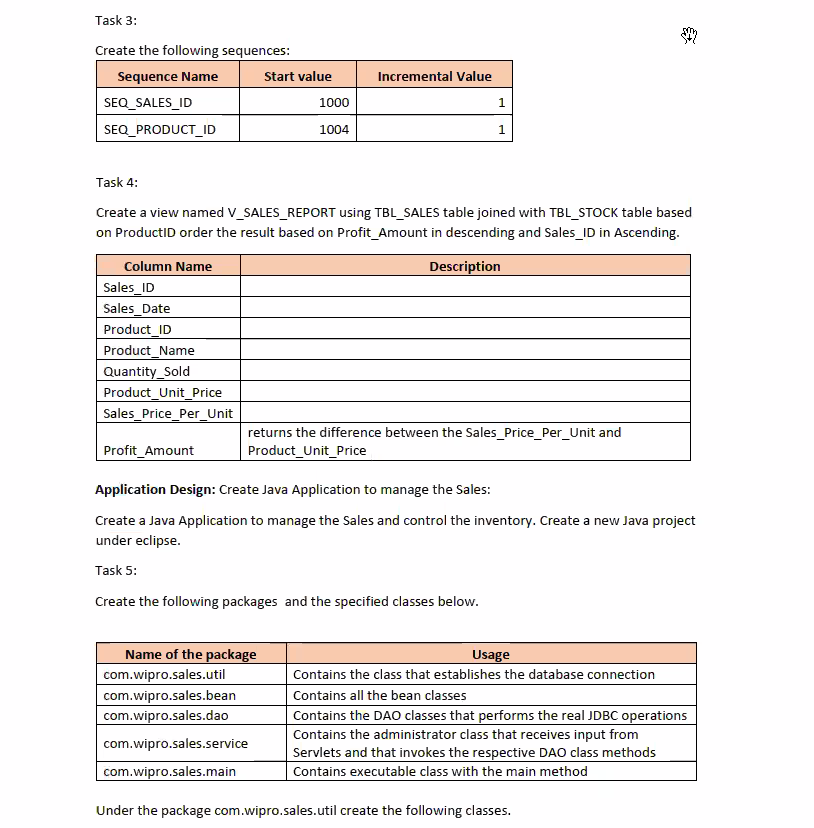 Task 3:
Create the following sequences:
Sequence Name Start value Incremental Value
SEQ_SALES_ID 1000 1
SEQ_PRODUCT_ID 1004 1
Task 4:
Create a view named V_SALES_REPORT using TBL_SALES table joined with TBL_STOCK table based
on ProductID order the result based on Profit_Amount in descending and Sales_ID in Ascending.
Column Name Description
Sales_ID
Sales_Date
Product_ID
Product_Name
Quantity_Sold
Product_Unit_Price
Sales_Price_Per_Unit
returns the difference between the Sales_Price_Per_Unit and
Profit_Amount Product_Unit_Price
Application Design: Create Java Application to manage the Sales:
Create a Java Application to manage the Sales and control the inventory. Create a new Java project
under eclipse.
Task 5:
Create the following packages and the specified classes below.
Name of the package Usage
com.wipro.sales.util Contains the class that establishes the database connection
com.wipro.sales.bean Contains all the bean classes
com.wipro.sales.dao Contains the DAO classes that performs the real JDBC operations
com.wipro.sales.service Contains the administrator class that receives input from
Servlets and that invokes the respective DAO class methods
com.wipro.sales.main Contains executable class with the main method
Under the package com.wipro.sales.util create the following classes.